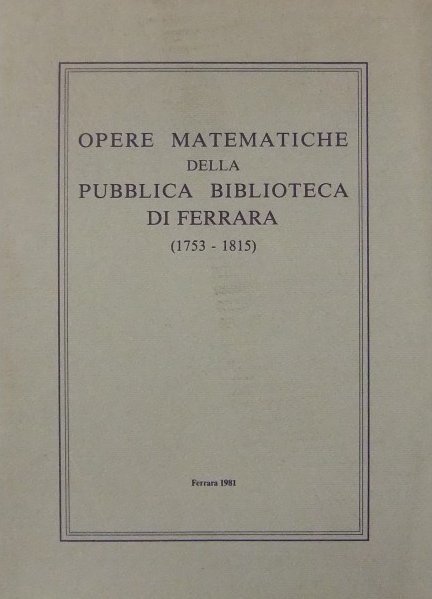 OPERE MATEMATICHE
DELLA
PUBBLICA BIBLIOTECA
DI FERRARA
(1753 - 1815)
Ferrara 1981